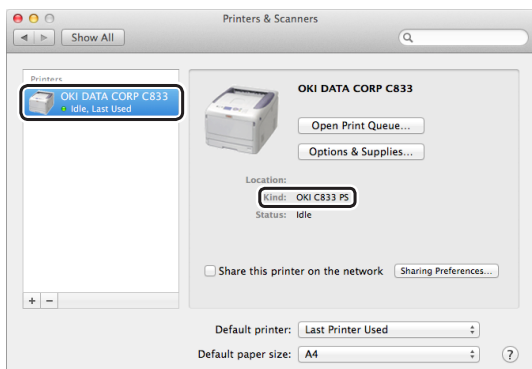 Printers & Scanners
Show All
Printers
OKI DATA CORP C833
Idle, Last Used
OKI DATA CORP C833
Open Print Queue...
Options & Supplies...
Location:
Kind: OKI C833 PS
Status: Idle
Share this printer on the network Sharing Preferences...
+ −
Default printer: Last Printer Used
Default paper size: A4 ?